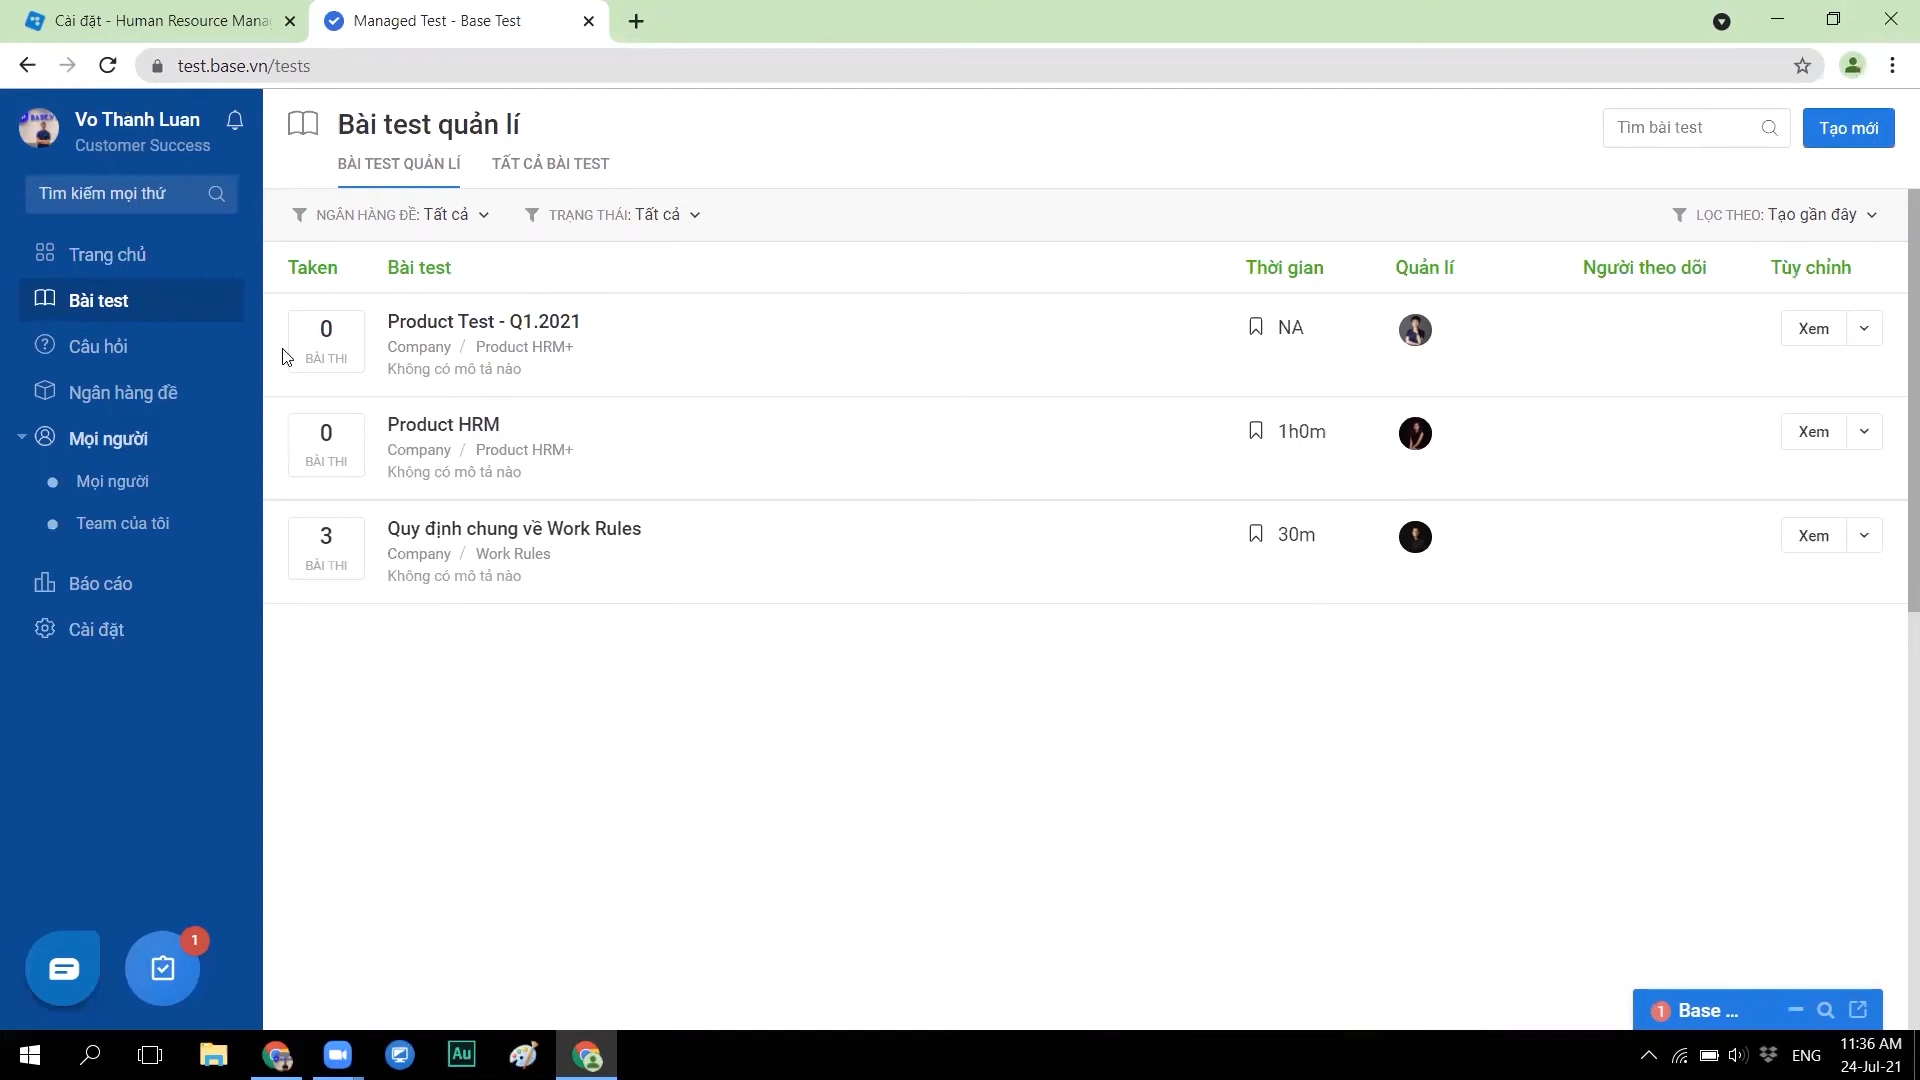 Cài đặt - Human Resource Mana
Managed Test - Base Test
test.base.vn/tests
Vo Thanh Luan
Customer Success
Tìm kiếm mọi thứ
Trang chủ
Bài test
Câu hỏi
Ngân hàng đề
Mọi người
Mọi người
Team của tôi
Báo cáo
Cài đặt
1
Bài test quản lí
BÀI TEST QUẢN LÍ TẤT CẢ BÀI TEST
Tìm bài test
Tạo mới
NGÂN HÀNG ĐỀ: Tất cả TRẠNG THÁI: Tất cả LỌC THEO: Tạo gần đây
Taken Bài test Thời gian Quản lí Người theo dõi Tùy chỉnh
0 BÀI THI
Product Test - Q1.2021
Company / Product HRM+
Không có mô tả nào
NA
Xem
0 BÀI THI
Product HRM
Company / Product HRM+
Không có mô tả nào
1h0m
Xem
3 BÀI THI
Quy định chung về Work Rules
Company / Work Rules
Không có mô tả nào
30m
Xem
1 Base ...
Au
ENG
11:36 AM
24-Jul-21